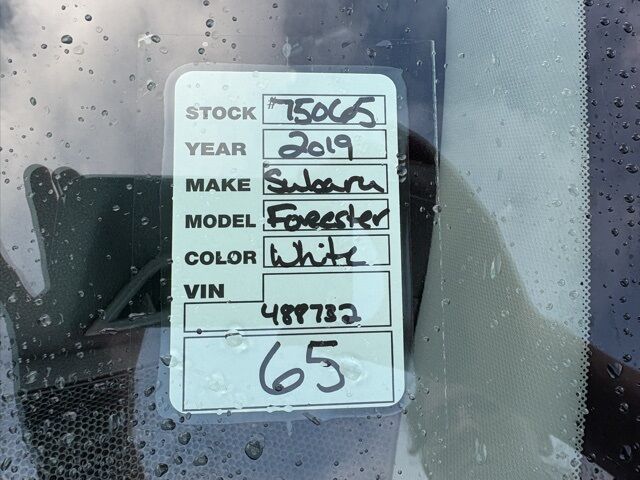 STOCK #75065
YEAR 2019
MAKE Subaru
MODEL Forester
COLOR White
VIN
488732
65